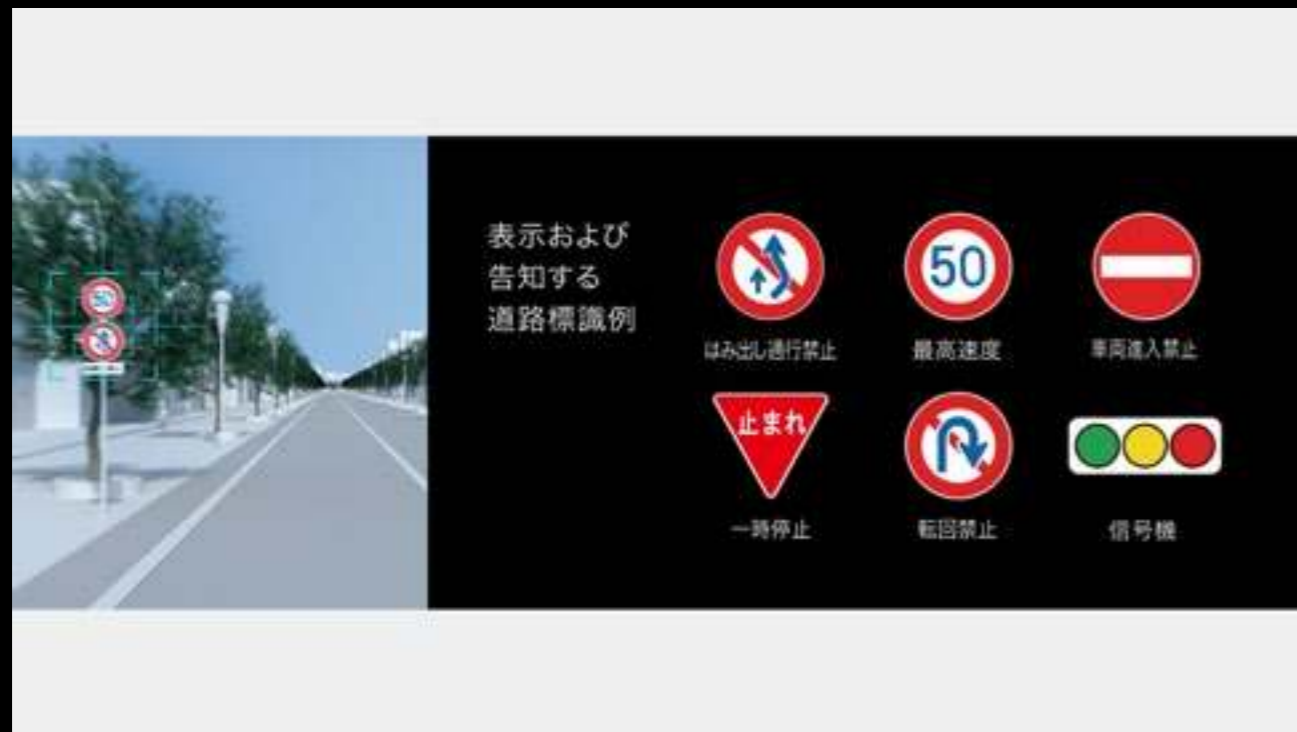 表示および
告知する
道路標識例
50
はみ出し通行禁止
50
最高速度
車両進入禁止
止まれ
一時停止
転回禁止
信号機